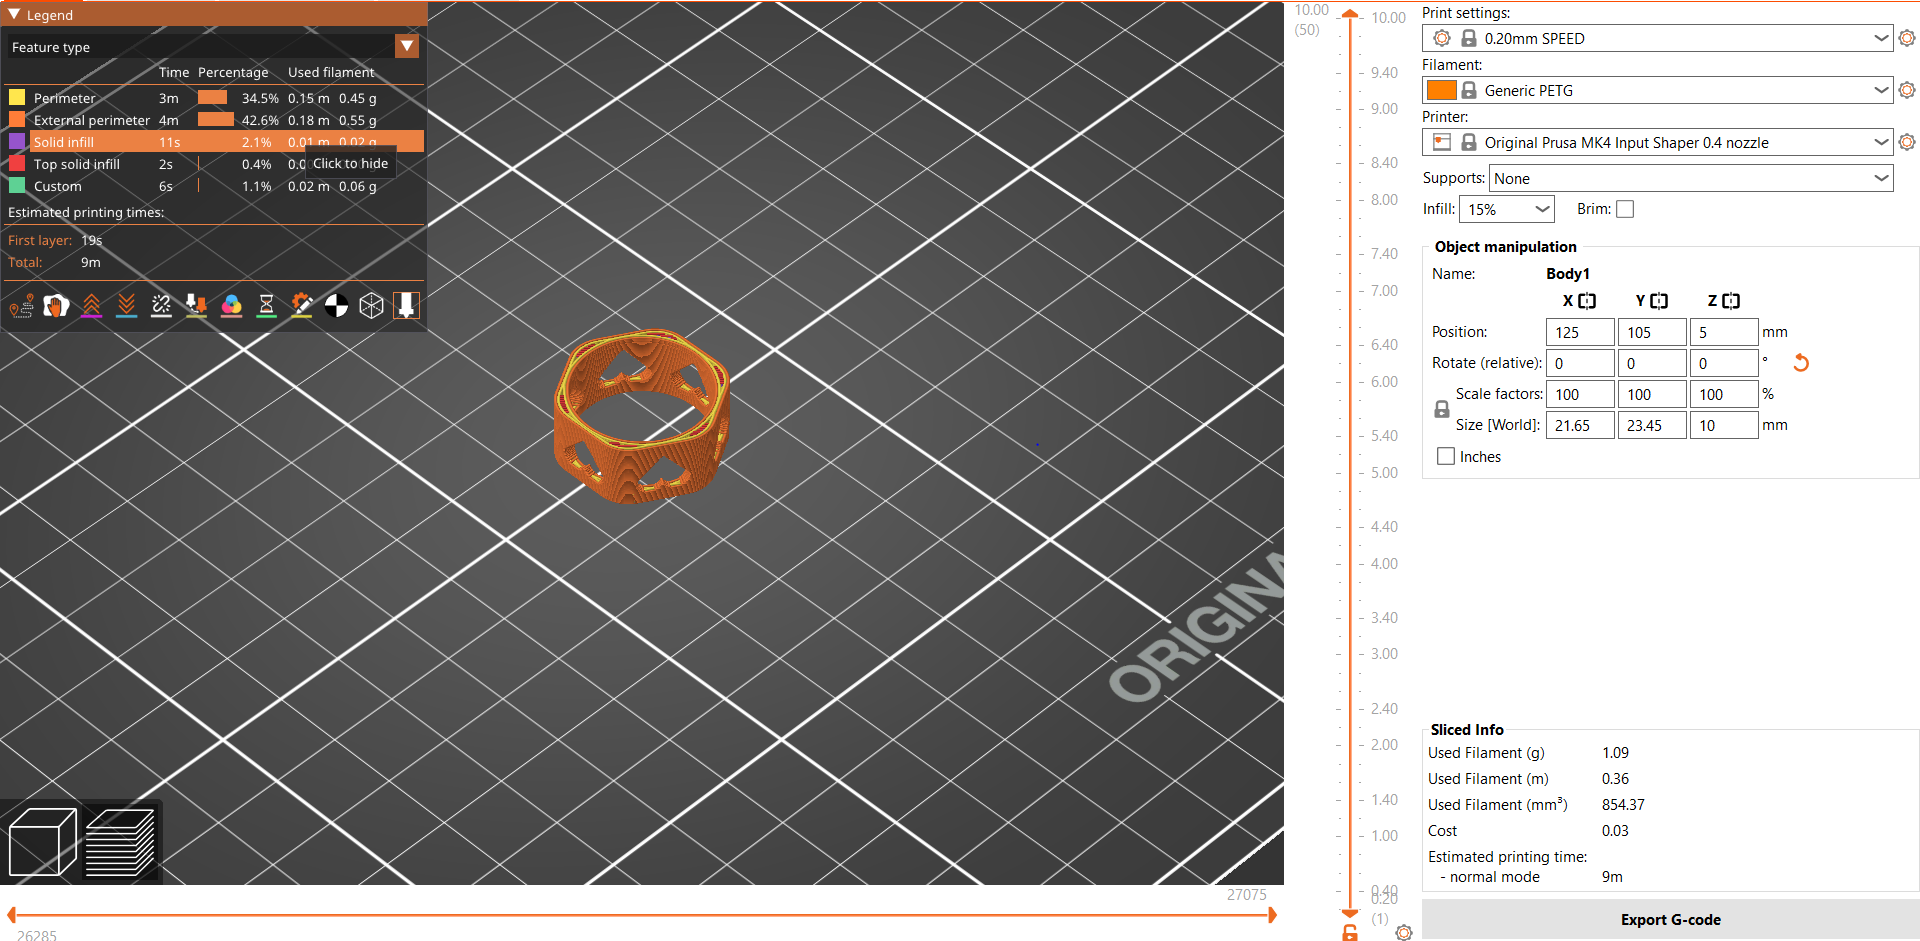 Legend
Feature type
Time Percentage Used filament
Perimeter 3m 34.5% 0.15 m 0.45 g
External perimeter 4m 42.6% 0.18 m 0.55 g
Solid infill 11s 2.1% 0.01 m 0.02 g
Top solid infill 2s 0.4%
Click to hide
Custom 6s 1.1% 0.02 m 0.06 g
Estimated printing times:
First layer: 19s
Total: 9m
ORIGINA
26285
27075
10.00
(50)
10.00
9.40
9.00
8.40
8.00
7.40
7.00
6.40
6.00
5.40
5.00
4.40
4.00
3.40
3.00
2.40
2.00
1.40
1.00
0.40
0.20
(1)
Print settings:
0.20mm SPEED
Filament:
Generic PETG
Printer:
Original Prusa MK4 Input Shaper 0.4 nozzle
Supports: None
Infill: 15% Brim:
Object manipulation
Name: Body1
X Y Z
Position: 125 105 5 mm
Rotate (relative): 0 0 0 °
Scale factors: 100 100 100 %
Size [World]: 21.65 23.45 10 mm
Inches
Sliced Info
Used Filament (g) 1.09
Used Filament (m) 0.36
Used Filament (mm³) 854.37
Cost 0.03
Estimated printing time:
- normal mode 9m
Export G-code